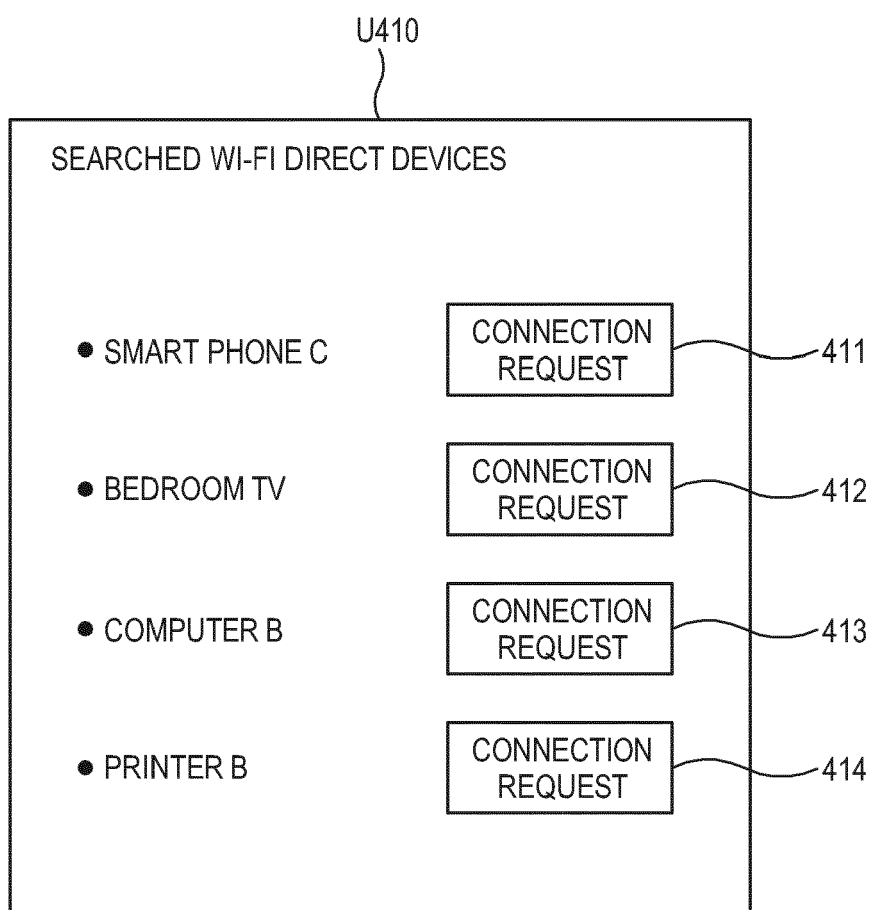 U410
SEARCHED WI-FI DIRECT DEVICES
● SMART PHONE C
CONNECTION
REQUEST
411
● BEDROOM TV
CONNECTION
REQUEST
412
● COMPUTER B
CONNECTION
REQUEST
413
● PRINTER B
CONNECTION
REQUEST
414